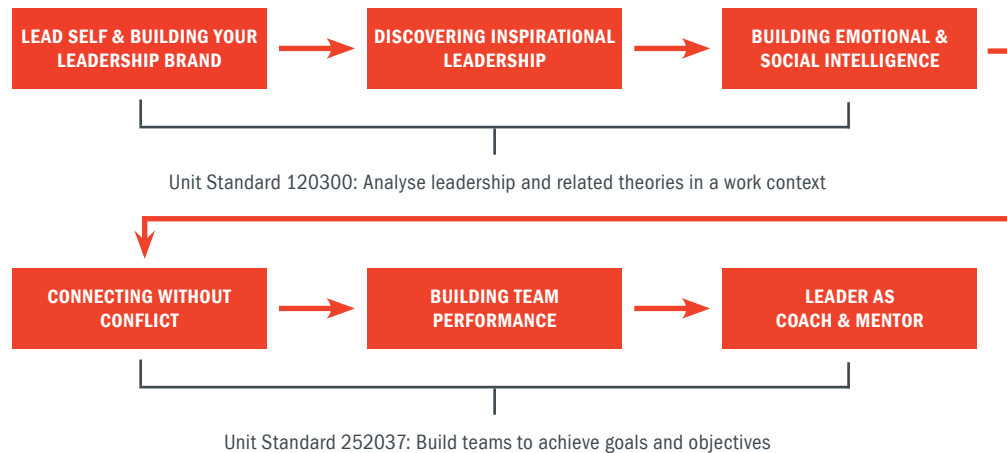 LEAD SELF & BUILDING YOUR
LEADERSHIP BRAND
DISCOVERING INSPIRATIONAL
LEADERSHIP
BUILDING EMOTIONAL &
SOCIAL INTELLIGENCE
Unit Standard 120300: Analyse leadership and related theories in a work context
CONNECTING WITHOUT
CONFLICT
BUILDING TEAM
PERFORMANCE
LEADER AS
COACH & MENTOR
Unit Standard 252037: Build teams to achieve goals and objectives